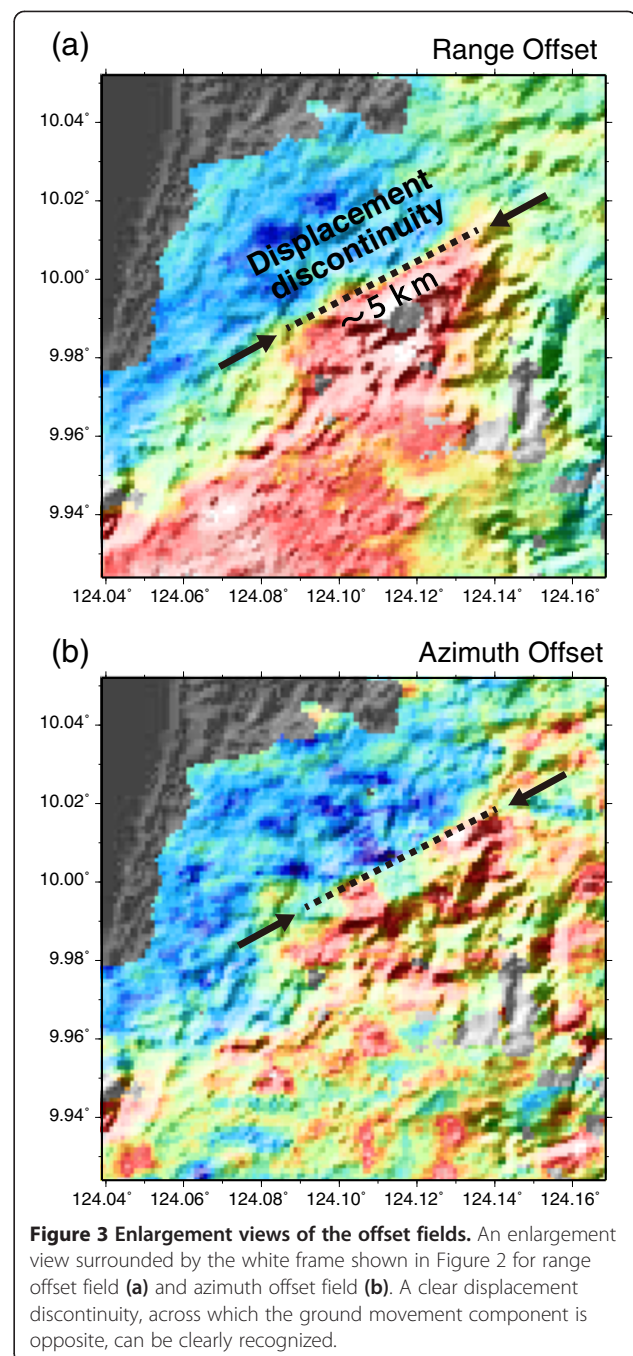 (a)
Range Offset
10.04°
10.02°
10.00°
9.98°
9.96°
9.94°
Displacement
discontinuity
~5 km
124.04° 124.06° 124.08° 124.10° 124.12° 124.14° 124.16°
(b)
Azimuth Offset
10.04°
10.02°
10.00°
9.98°
9.96°
9.94°
124.04° 124.06° 124.08° 124.10° 124.12° 124.14° 124.16°
Figure 3 Enlargement views of the offset fields. An enlargement
view surrounded by the white frame shown in Figure 2 for range
offset field (a) and azimuth offset field (b). A clear displacement
discontinuity, across which the ground movement component is
opposite, can be clearly recognized.